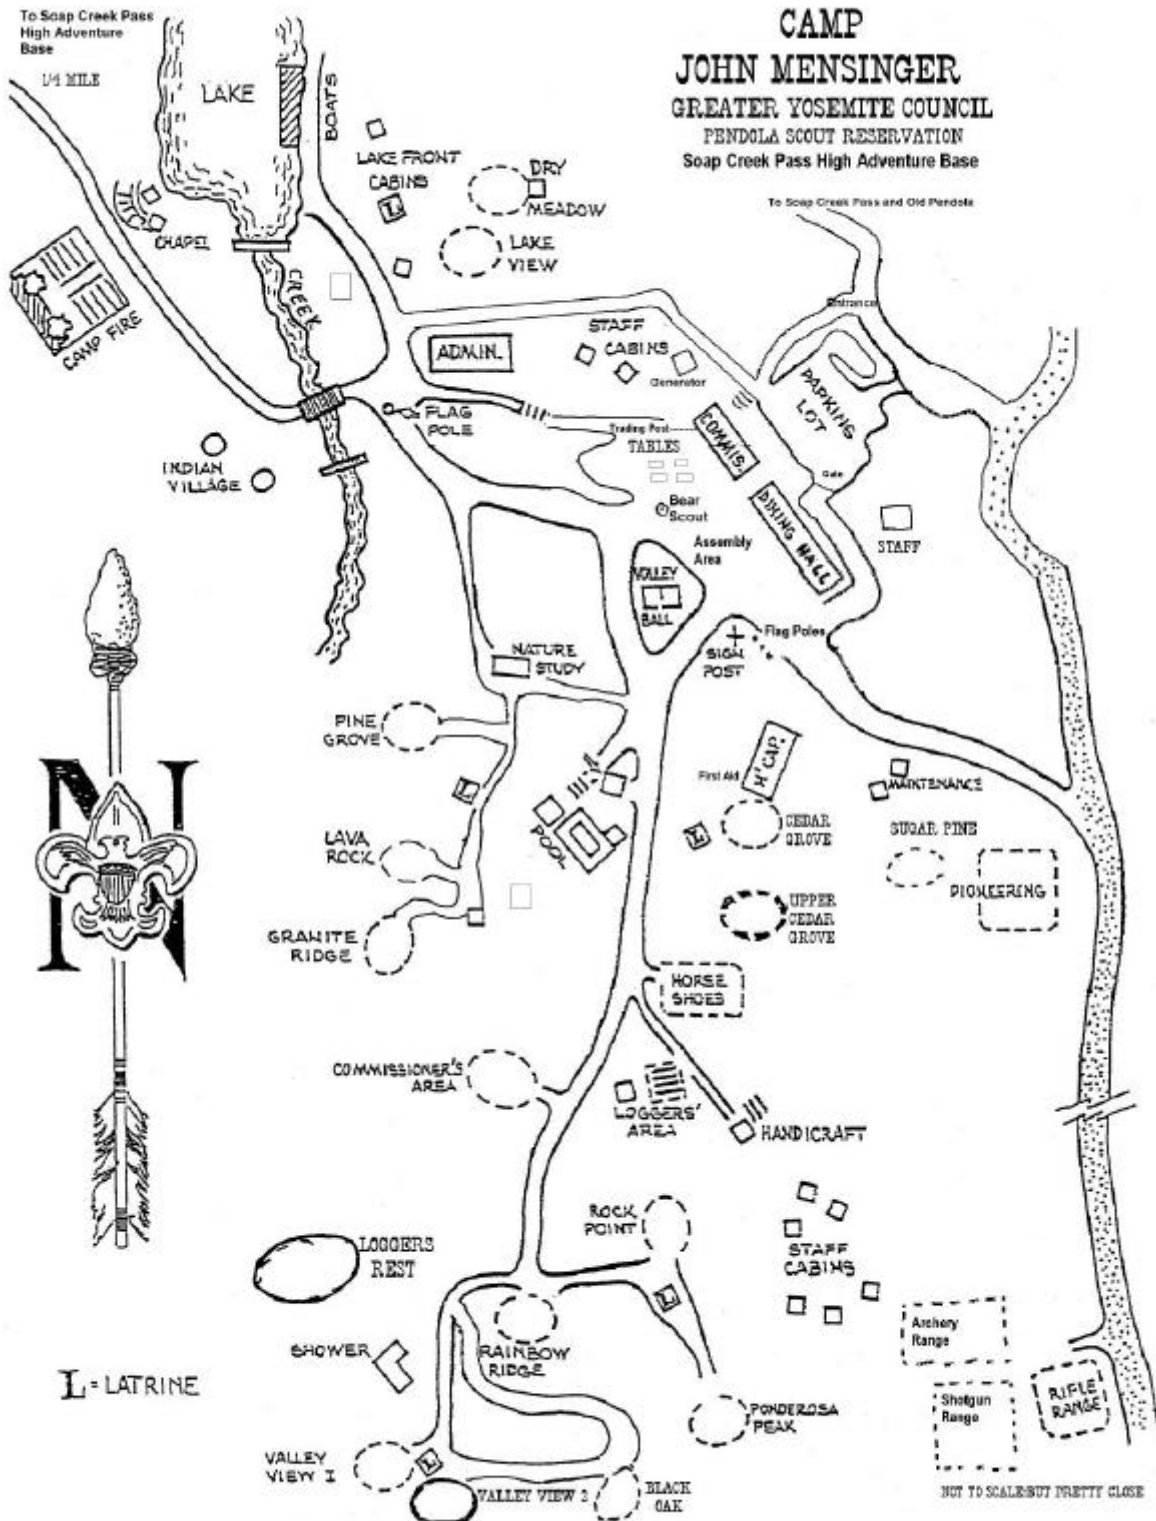 To Soap Creek Pass
High Adventure
Base
1/4 MILE
CAMP
JOHN MENSINGER
GREATER YOSEMITE COUNCIL
PENDOLA SCOUT RESERVATION
Soap Creek Pass High Adventure Base
To Soap Creek Pass and Old Pendola
LAKE
BOATS
LAKE FRONT
CABINS
L
DRY
MEADOW
LAKE
VIEW
CHAPEL
CAMP FIRE
CREEK
Entrance
ADMIN.
STAFF
CABINS
Generator
PARKING
LOT
FLAG
POLE
Trading Post
TABLES
COMMIS.
Gate
INDIAN
VILLAGE
Bear
Scout
DINING HALL
STAFF
Assembly
Area
VOLLEY
BALL
Flag Poles
SIGN
POST
NATURE
STUDY
PINE
GROVE
L
First Aid
H'CAP.
MAINTENANCE
N
LAVA
ROCK
POOL
L
CEDAR
GROVE
SUGAR PINE
PIONEERING
UPPER
CEDAR
GROVE
GRANITE
RIDGE
HORSE
SHOES
COMMISSIONER'S
AREA
LOGGERS'
AREA
HANDICRAFT
ROCK
POINT
LOGGERS
REST
STAFF
CABINS
L
SHOWER
RAINBOW
RIDGE
Archery
Range
L = LATRINE
PONDEROSA
PEAK
Shotgun
Range
RIFLE
RANGE
VALLEY
VIEW I
L
VALLEY VIEW 2
BLACK
OAK
NOT TO SCALE:BUT PRETTY CLOSE